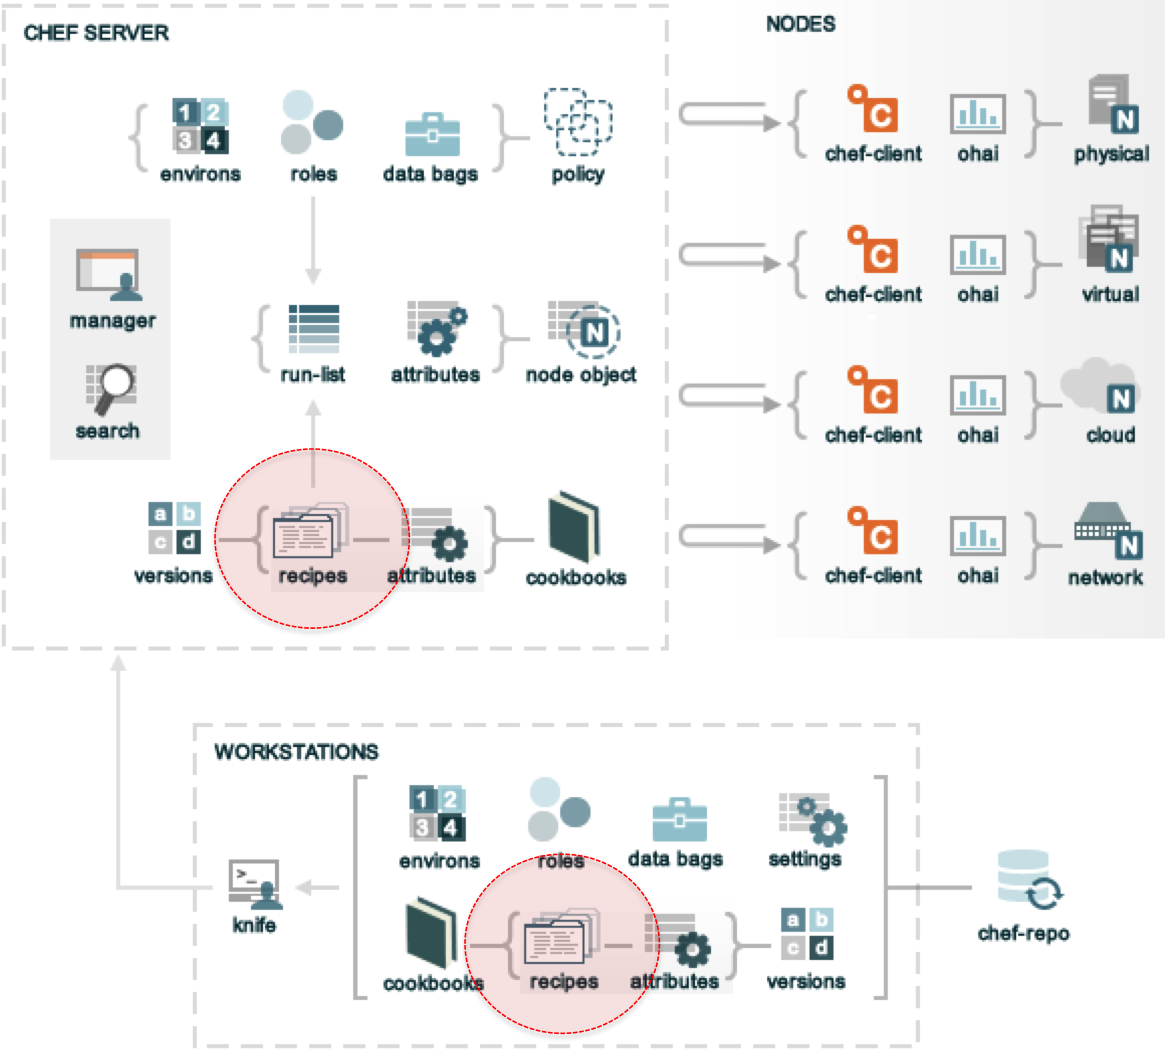 CHEF SERVER
NODES
1 2
3 4
environs
roles
data bags
policy
manager
search
run-list
attributes
N
node object
a b
c d
versions
recipes
attributes
cookbooks
C
chef-client
ohai
N
physical
C
chef-client
ohai
N
virtual
C
chef-client
ohai
N
cloud
C
chef-client
ohai
N
network
WORKSTATIONS
1 2
3 4
environs
roles
data bags
settings
>_
knife
cookbooks
recipes
attributes
a b
c d
versions
chef-repo